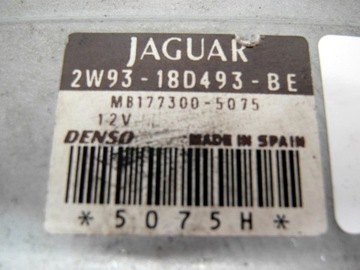 JAGUAR
2W93-18D493-BE
MB177300-5075
12V
DENSO MADE IN SPAIN
*5075H*